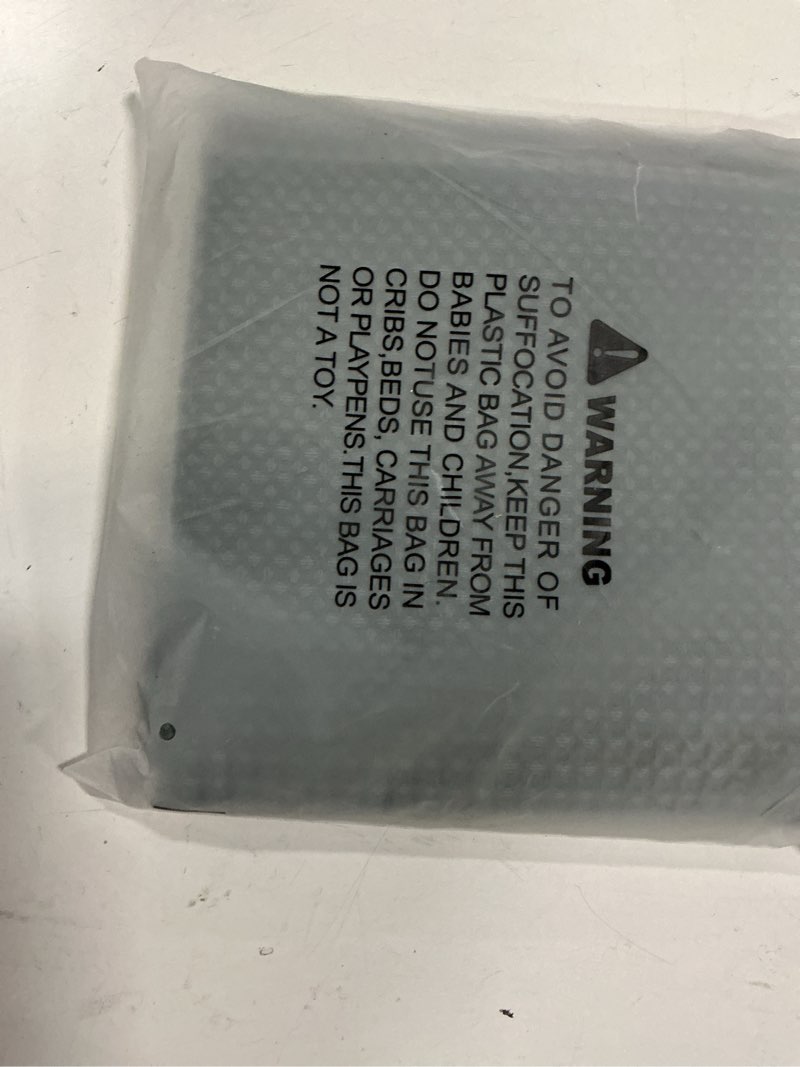 WARNING
TO AVOID DANGER OF
SUFFOCATION,KEEP THIS
PLASTIC BAG AWAY FROM
BABIES AND CHILDREN.
DO NOTUSE THIS BAG IN
CRIBS,BEDS, CARRIAGES
OR PLAYPENS.THIS BAG IS
NOT A TOY.